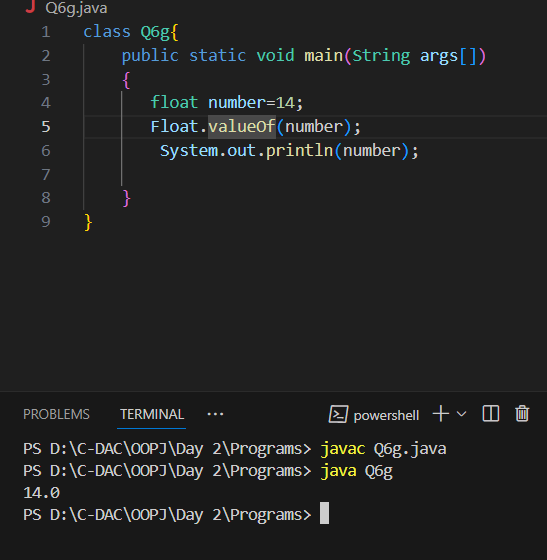 J Q6g.java
1 class Q6g{
2 public static void main(String args[])
3 {
4 float number=14;
5 Float.valueOf(number);
6 System.out.println(number);
7
8 }
9 }
PROBLEMS TERMINAL ··· powershell
PS D:\C-DAC\OOPJ\Day 2\Programs> javac Q6g.java
PS D:\C-DAC\OOPJ\Day 2\Programs> java Q6g
14.0
PS D:\C-DAC\OOPJ\Day 2\Programs>